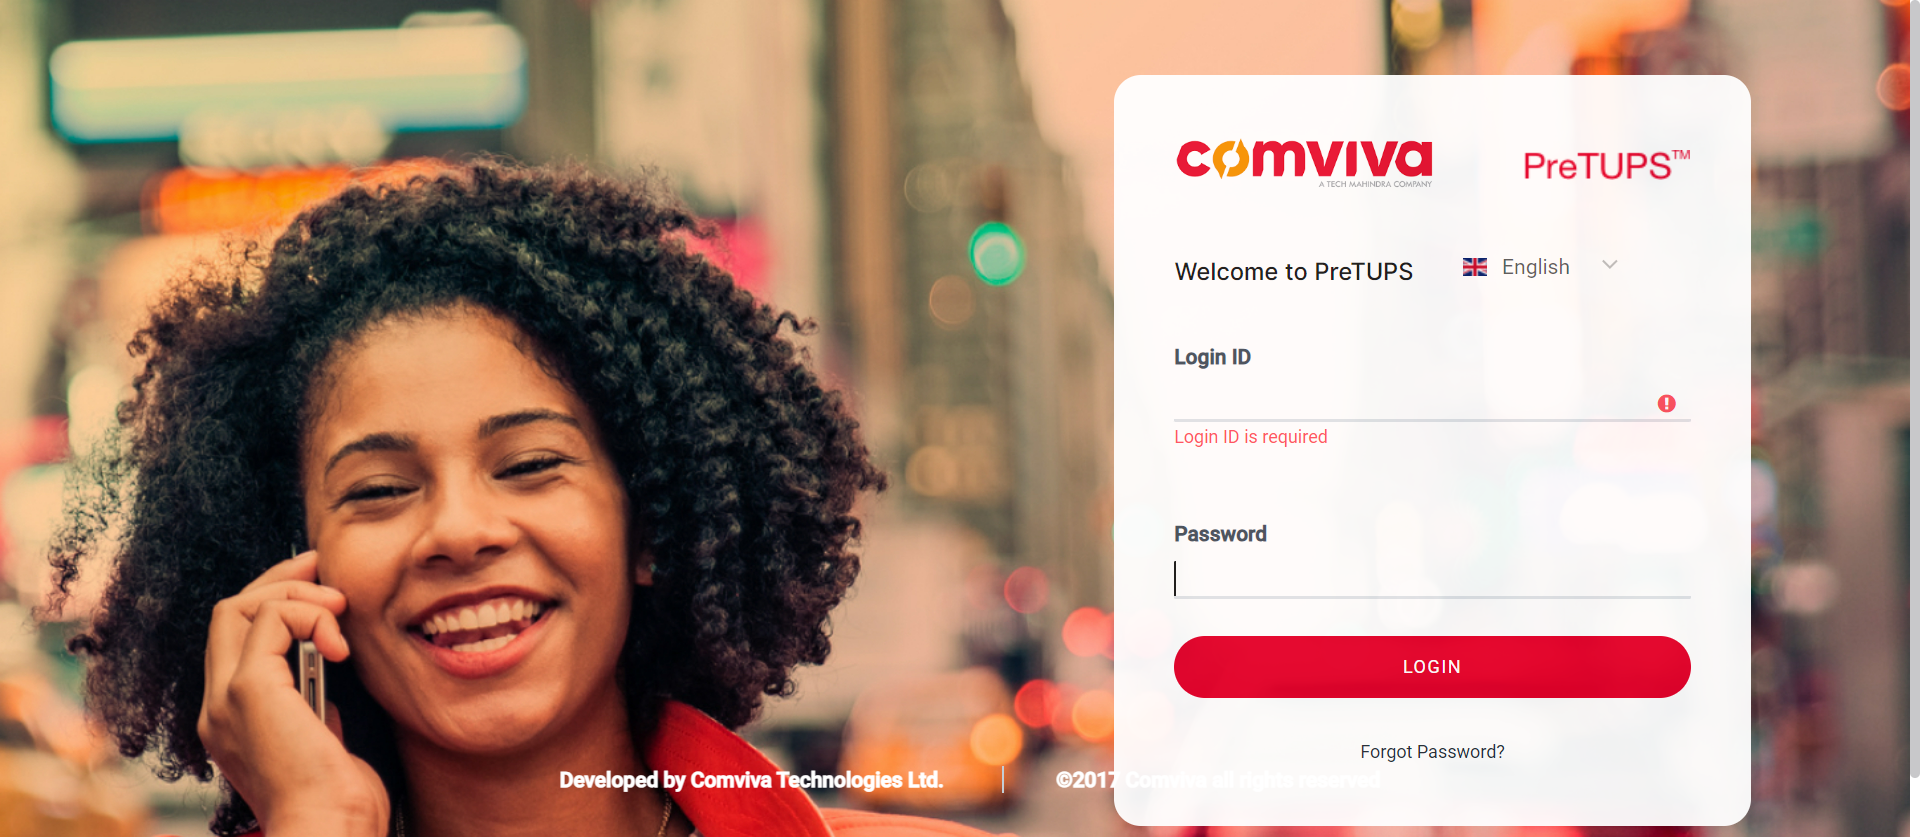 comviva
A TECH MAHINDRA COMPANY
PreTUPS™
Welcome to PreTUPS
English
Login ID
Login ID is required
Password
LOGIN
Forgot Password?
Developed by Comviva Technologies Ltd.
©2017 Comviva all rights reserved